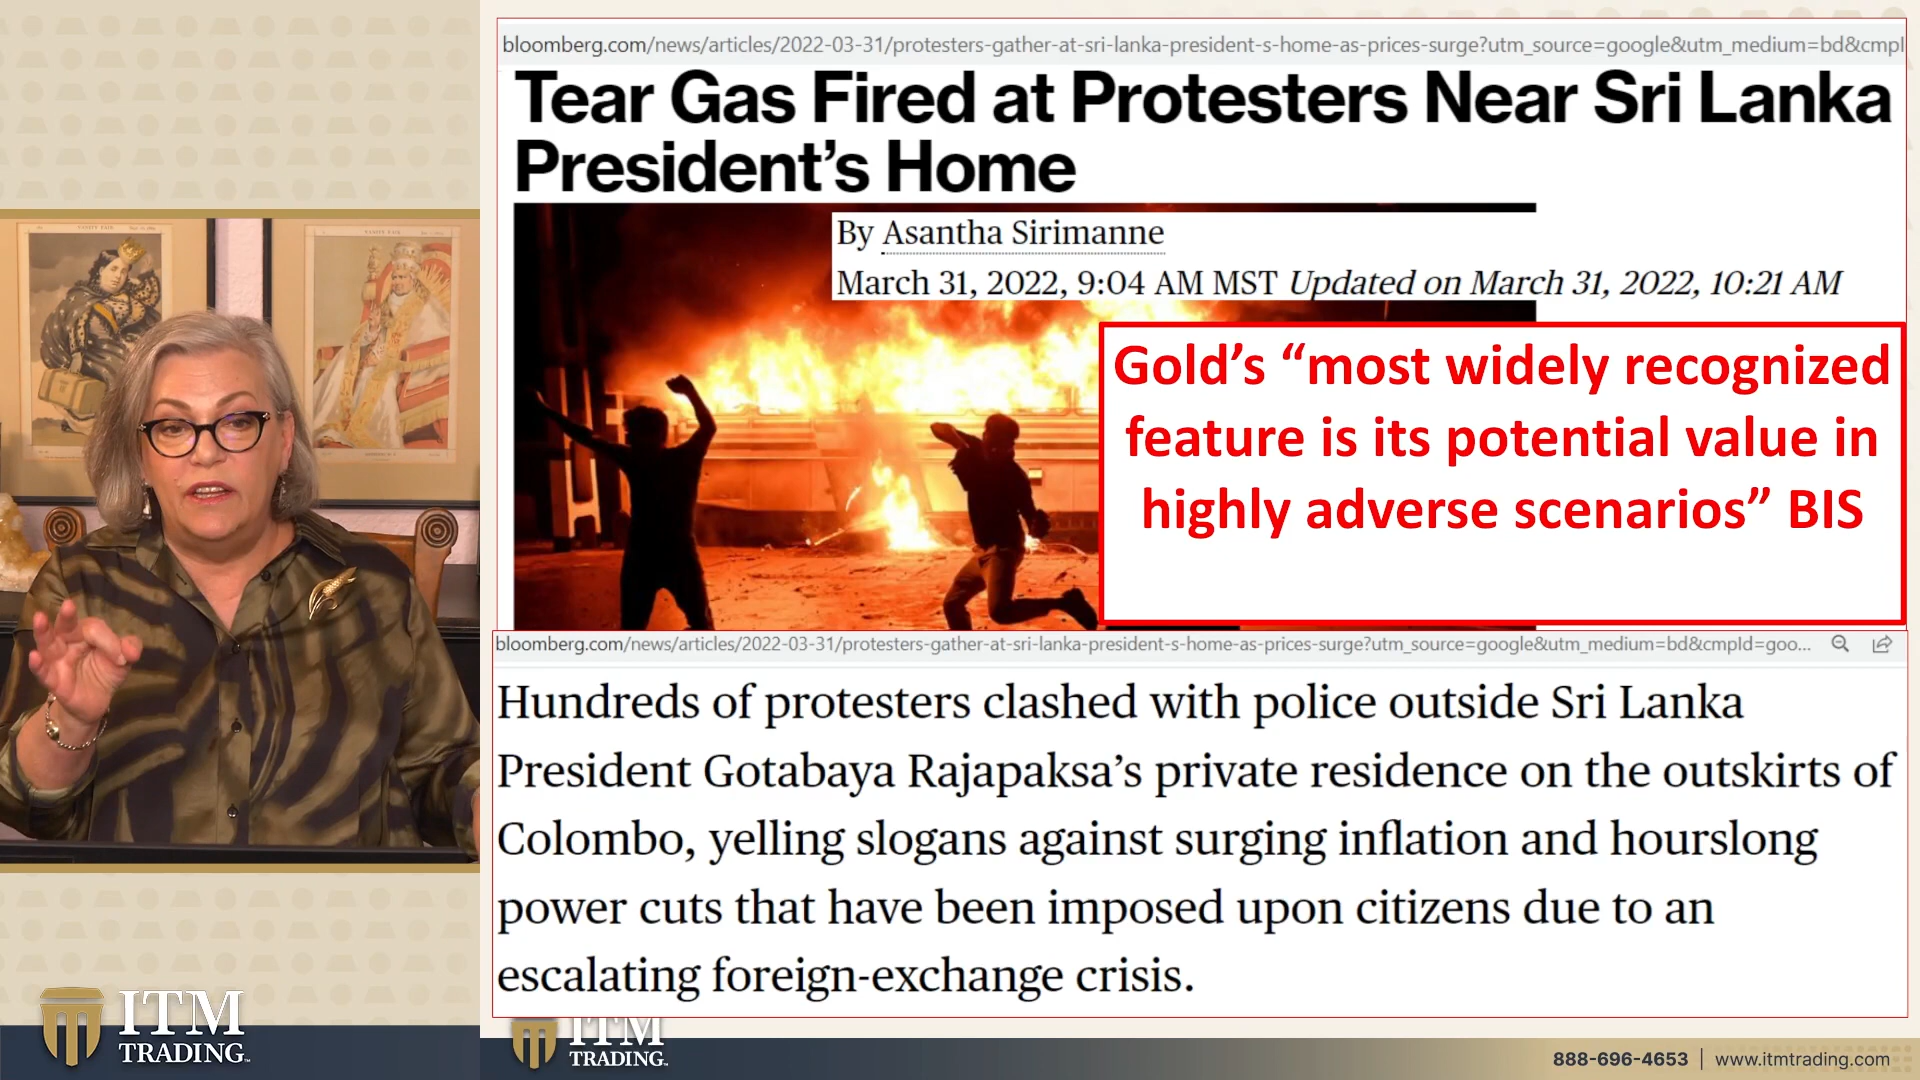 bloomberg.com/news/articles/2022-03-31/protesters-gather-at-sri-lanka-president-s-home-as-prices-surge?utm_source=google&utm_medium=bd&cmpI
Tear Gas Fired at Protesters Near Sri Lanka
President’s Home
By Asantha Sirimanne
March 31, 2022, 9:04 AM MST Updated on March 31, 2022, 10:21 AM
Gold’s “most widely recognized
feature is its potential value in
highly adverse scenarios” BIS
bloomberg.com/news/articles/2022-03-31/protesters-gather-at-sri-lanka-president-s-home-as-prices-surge?utm_source=google&utm_medium=bd&cmpId=goo...
Hundreds of protesters clashed with police outside Sri Lanka
President Gotabaya Rajapaksa’s private residence on the outskirts of
Colombo, yelling slogans against surging inflation and hourslong
power cuts that have been imposed upon citizens due to an
escalating foreign-exchange crisis.
VANITY FAIR
VANITY FAIR
ITM
TRADING™
ITM
TRADING™
888-696-4653 | www.itmtrading.com